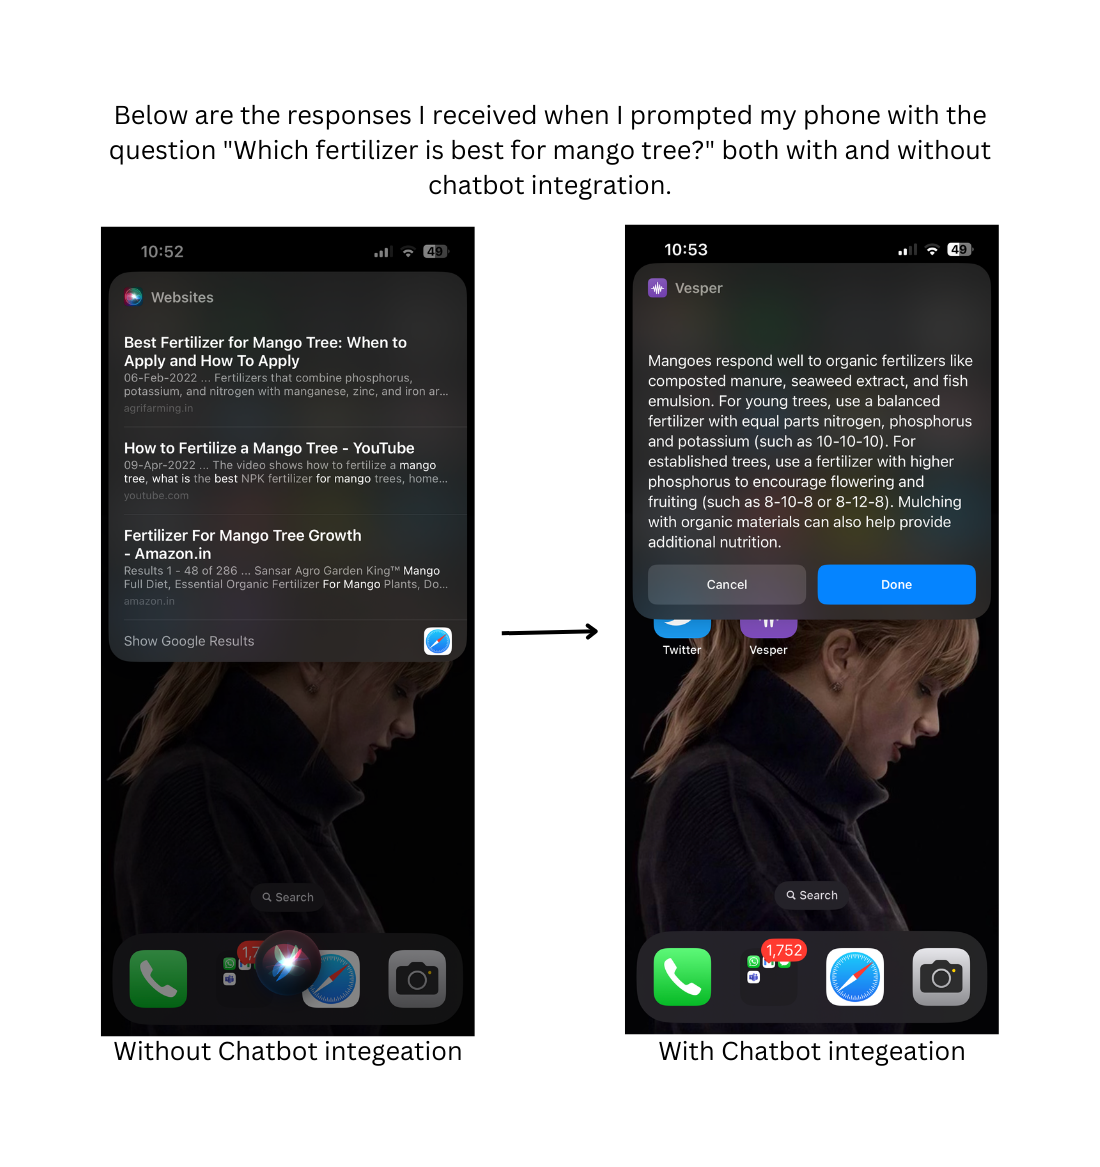 Below are the responses I received when I prompted my phone with the
question "Which fertilizer is best for mango tree?" both with and without
chatbot integration.
10:52
49
Websites
Best Fertilizer for Mango Tree: When to
Apply and How To Apply
06-Feb-2022 ... Fertilizers that combine phosphorus,
potassium, and nitrogen with manganese, zinc, and iron ar...
agrifarming.in
How to Fertilize a Mango Tree - YouTube
09-Apr-2022 ... The video shows how to fertilize a mango
tree, what is the best NPK fertilizer for mango trees, home...
youtube.com
Fertilizer For Mango Tree Growth
- Amazon.in
Results 1 - 48 of 286 ... Sansar Agro Garden King™ Mango
Full Diet, Essential Organic Fertilizer For Mango Plants, Do...
amazon.in
Show Google Results
Search
1,7
Without Chatbot integeation
10:53
49
Vesper
Mangoes respond well to organic fertilizers like
composted manure, seaweed extract, and fish
emulsion. For young trees, use a balanced
fertilizer with equal parts nitrogen, phosphorus
and potassium (such as 10-10-10). For
established trees, use a fertilizer with higher
phosphorus to encourage flowering and
fruiting (such as 8-10-8 or 8-12-8). Mulching
with organic materials can also help provide
additional nutrition.
Cancel Done
Twitter Vesper
Search
1,752
With Chatbot integeation